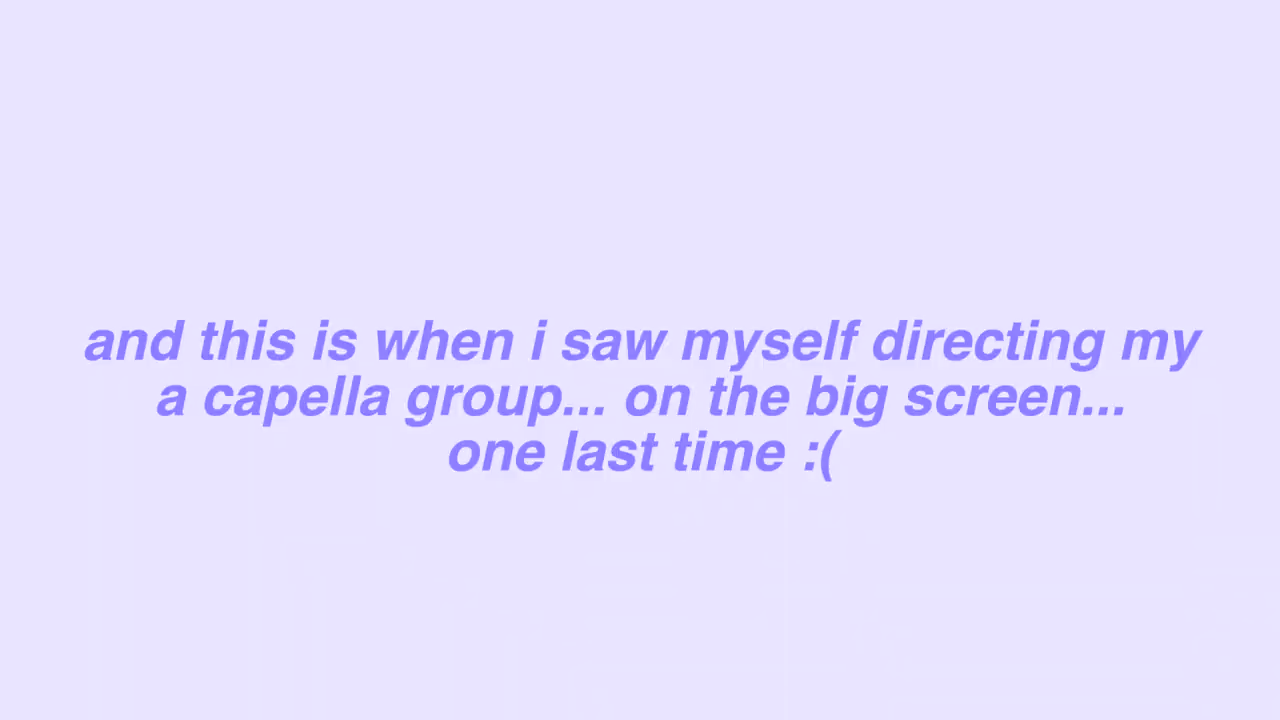 and this is when i saw myself directing my
a capella group... on the big screen...
one last time :(